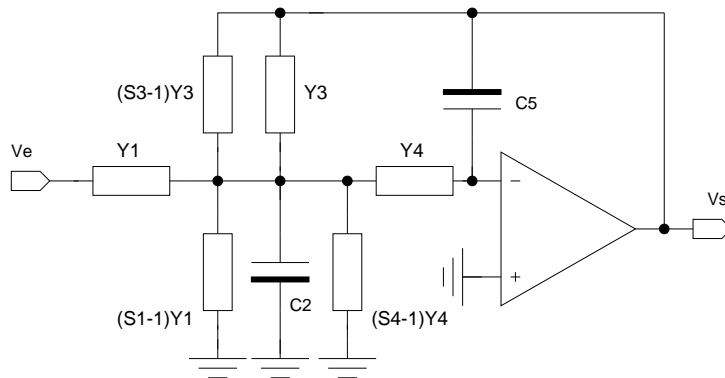 (S3-1)Y3
Y3
C5
Ve
Y1
Y4
−
Vs
+
(S1-1)Y1
C2
(S4-1)Y4